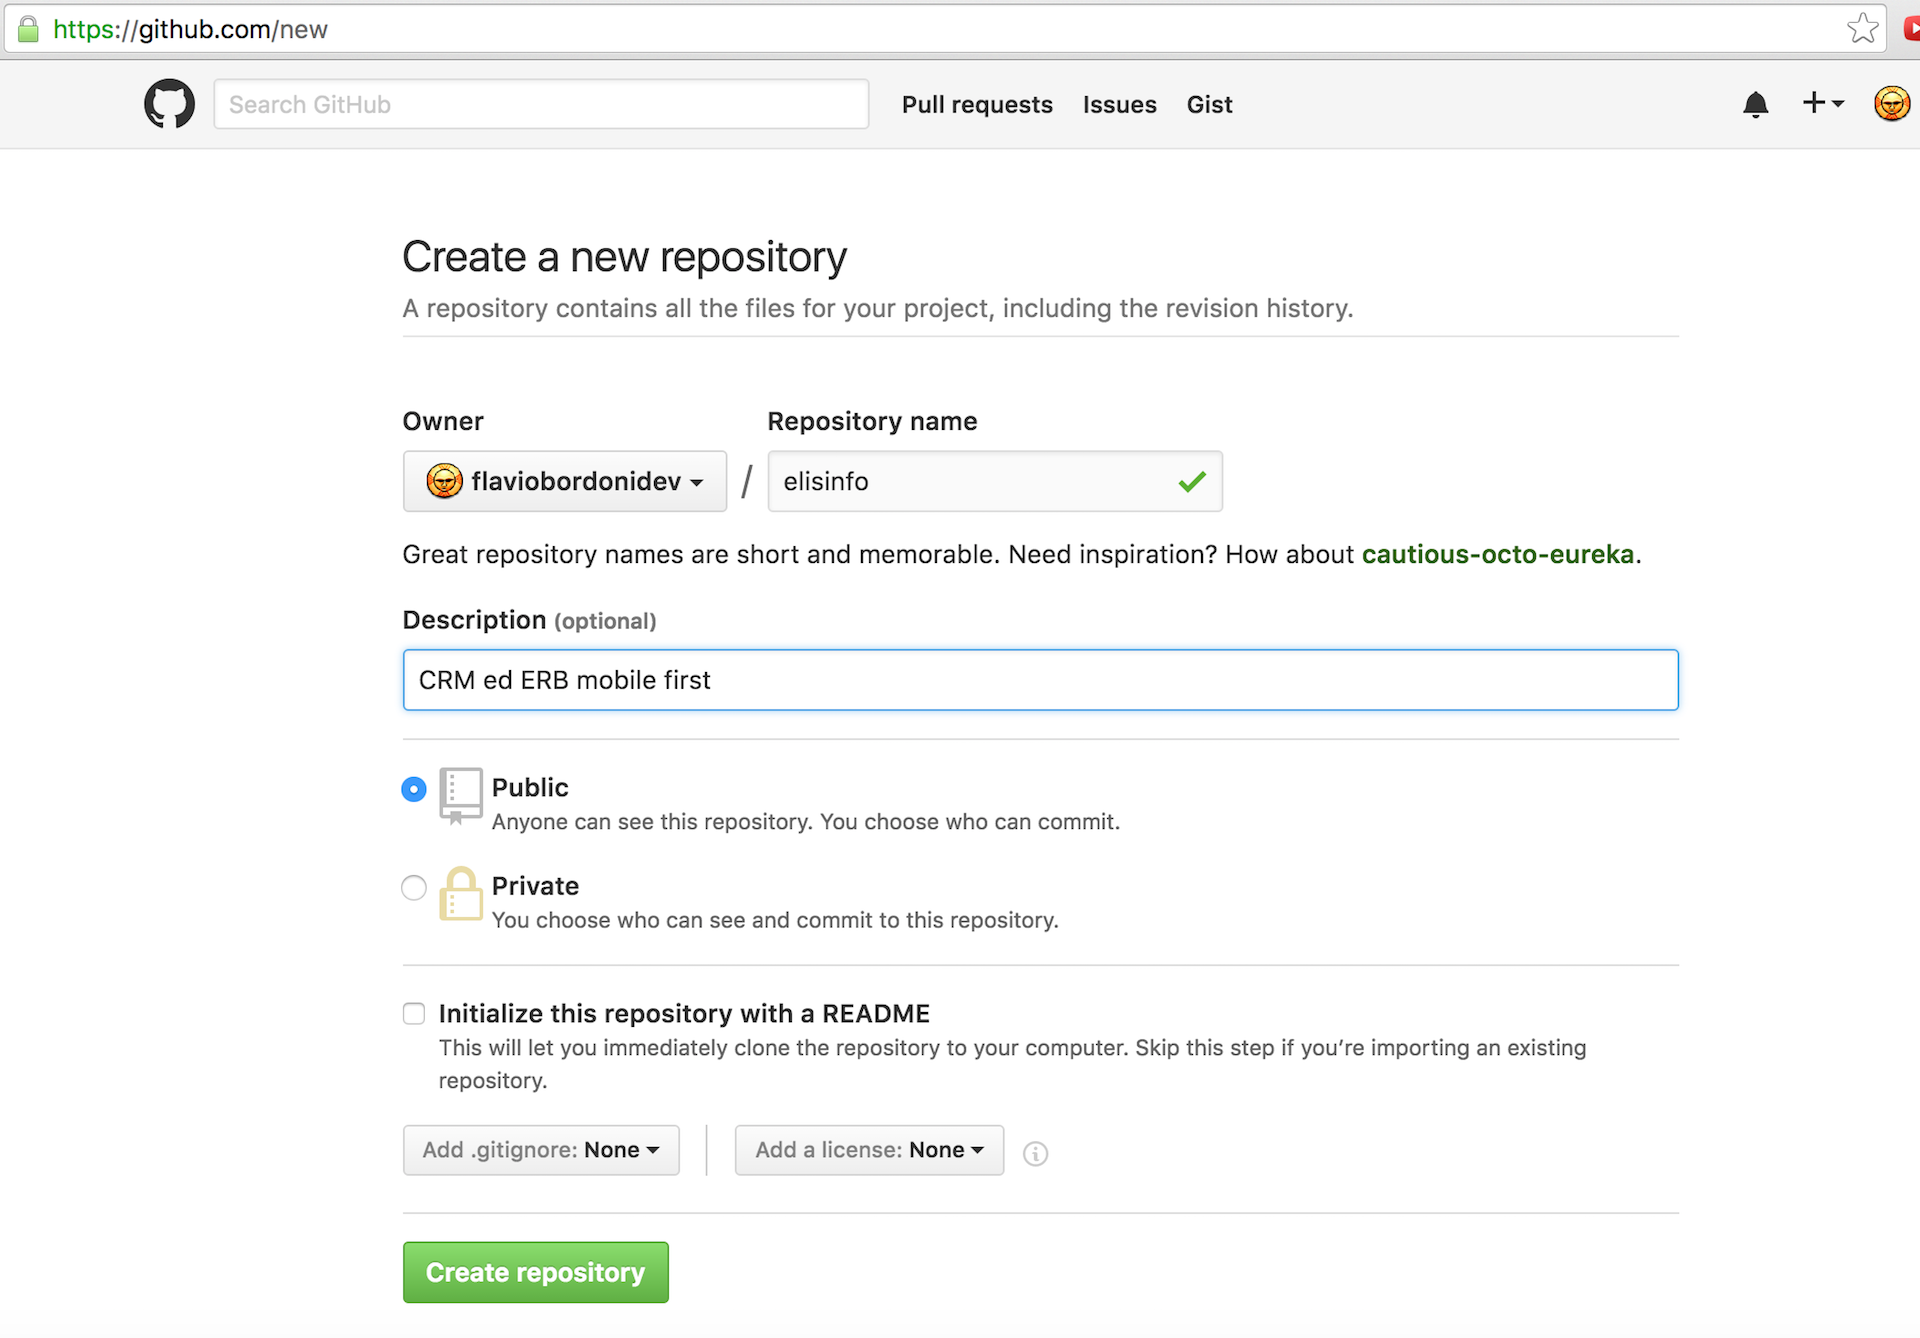 https://github.com/new
Search GitHub
Pull requests Issues Gist
Create a new repository
A repository contains all the files for your project, including the revision history.
Owner Repository name
flaviobordonidev / elisinfo
Great repository names are short and memorable. Need inspiration? How about cautious-octo-eureka.
Description (optional)
CRM ed ERB mobile first
Public
Anyone can see this repository. You choose who can commit.
Private
You choose who can see and commit to this repository.
Initialize this repository with a README
This will let you immediately clone the repository to your computer. Skip this step if you’re importing an existing
repository.
Add .gitignore: None Add a license: None
Create repository